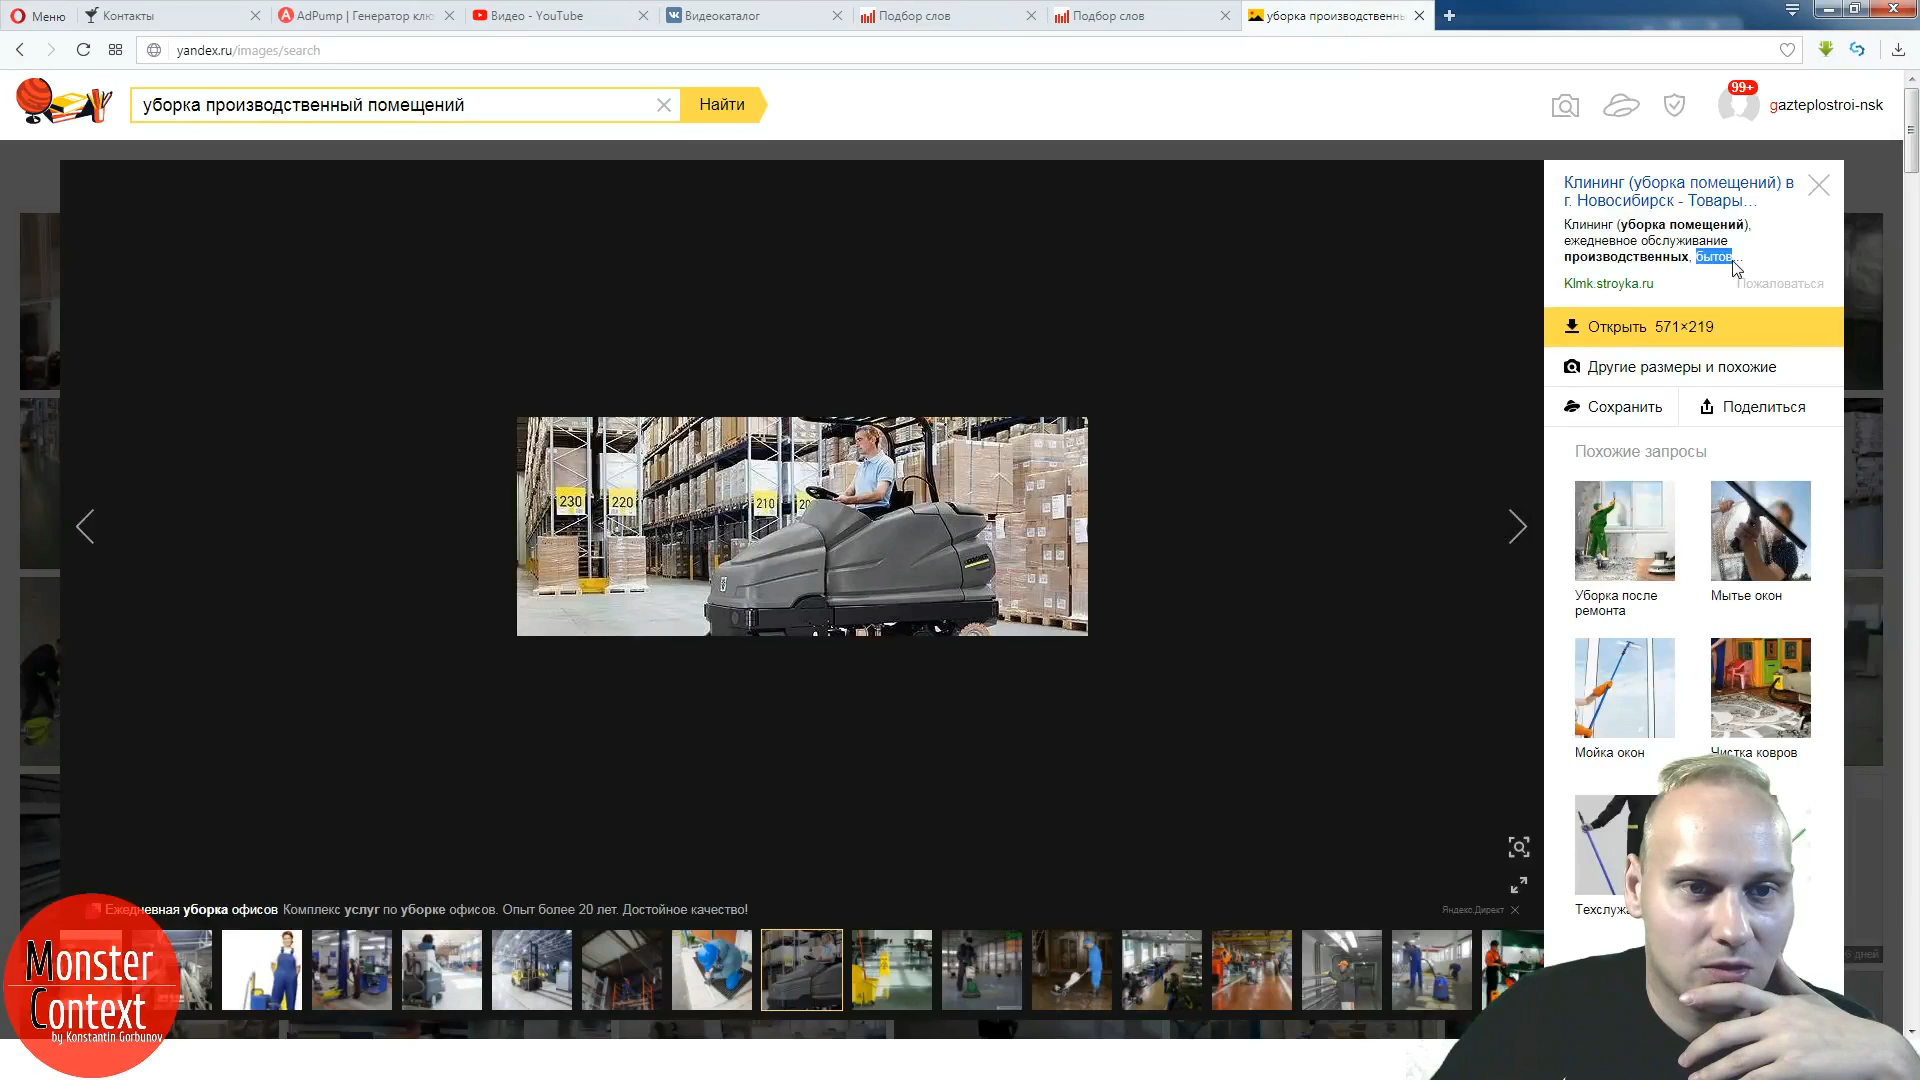 Меню
Контакты
AdPump | Генератор клю
Видео - YouTube
Видеокаталог
Подбор слов
Подбор слов
уборка производственнь
yandex.ru/images/search
уборка производственный помещений
Найти
99+
gazteplostroi-nsk
Клининг (уборка помещений) в
г. Новосибирск - Товары…
Клининг (уборка помещений),
ежедневное обслуживание
производственных, бытов...
Klmk.stroyka.ru
Пожаловаться
Открыть 571×219
Другие размеры и похожие
Сохранить
Поделиться
Похожие запросы
230
220
210
Уборка после
ремонта
Мытье окон
Мойка окон
Чистка ковров
Техслуж
Ежедневная уборка офисов Комплекс услуг по уборке офисов. Опыт более 20 лет. Достойное качество!
Яндекс.Директ
дней
Monster
Context
by Konstantin Gorbunov